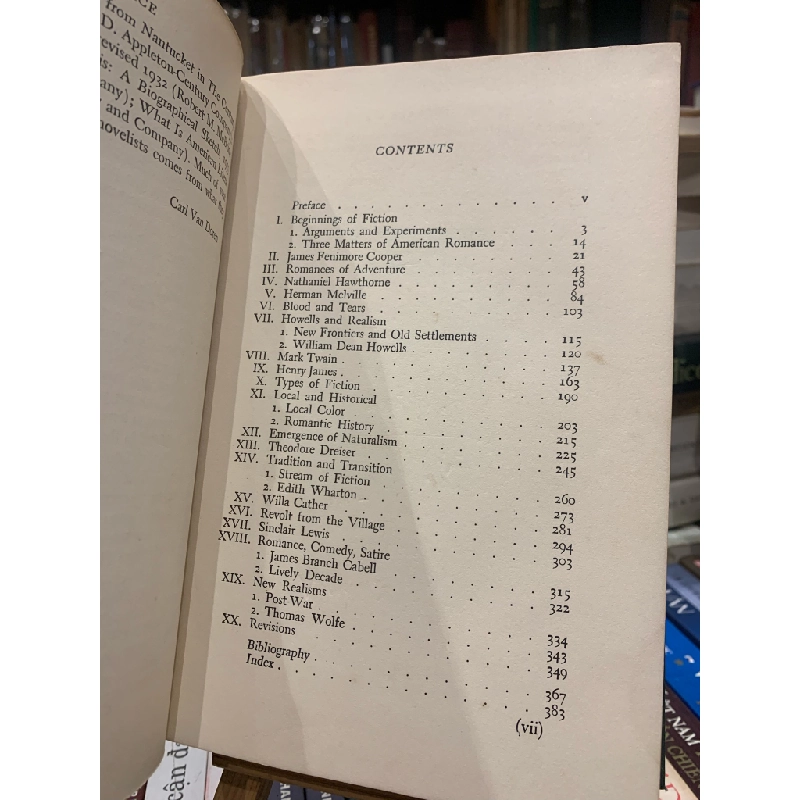 from Nantucket in The
D. Appleton-Century
revised 1932 (Robert M.
is: A Biographical Sketch
any); What Is American
and Company). Much of
novelists comes from what
Carl Van Doren
CONTENTS
Preface . . . . . . . . . . . . v
I. Beginnings of Fiction
1. Arguments and Experiments . . . . . . 3
2. Three Matters of American Romance . . . 14
II. James Fenimore Cooper . . . . . . . 21
III. Romances of Adventure . . . . . . . 43
IV. Nathaniel Hawthorne . . . . . . . 58
V. Herman Melville . . . . . . . . 84
VI. Blood and Tears . . . . . . . . 103
VII. Howells and Realism
1. New Frontiers and Old Settlements . . . . 115
2. William Dean Howells . . . . . . 120
VIII. Mark Twain . . . . . . . . . 137
IX. Henry James . . . . . . . . . 163
X. Types of Fiction . . . . . . . . 190
XI. Local and Historical
1. Local Color . . . . . . . . 203
2. Romantic History . . . . . . . 215
XII. Emergence of Naturalism . . . . . . 225
XIII. Theodore Dreiser . . . . . . . . 245
XIV. Tradition and Transition
1. Stream of Fiction . . . . . . . 260
2. Edith Wharton . . . . . . . . 273
XV. Willa Cather . . . . . . . . . 281
XVI. Revolt from the Village . . . . . . . 294
XVII. Sinclair Lewis . . . . . . . . . 303
XVIII. Romance, Comedy, Satire
1. James Branch Cabell . . . . . . . 315
2. Lively Decade . . . . . . . . 322
XIX. New Realisms
1. Post War . . . . . . . . . 334
2. Thomas Wolfe . . . . . . . . 343
XX. Revisions . . . . . . . . . . 349
Bibliography . . . . . . . . . . 367
Index . . . . . . . . . . . . 383
(vii)
cận đ
ỆT NAM